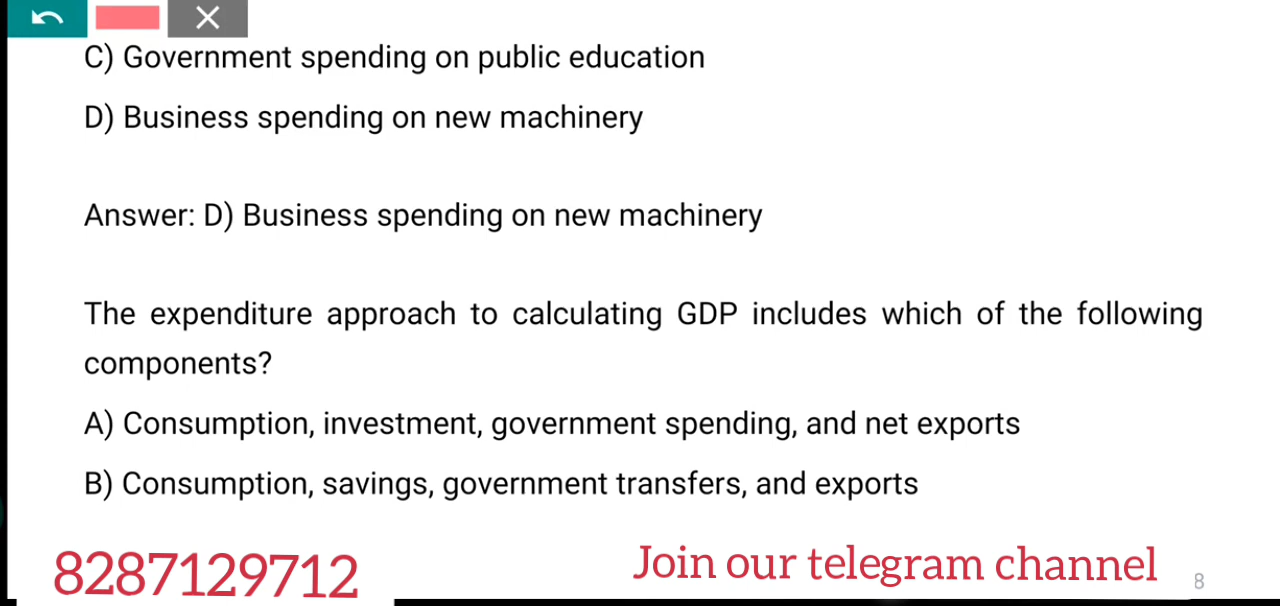 C) Government spending on public education
D) Business spending on new machinery
Answer: D) Business spending on new machinery
The expenditure approach to calculating GDP includes which of the following
components?
A) Consumption, investment, government spending, and net exports
B) Consumption, savings, government transfers, and exports
8287129712
Join our telegram channel
8